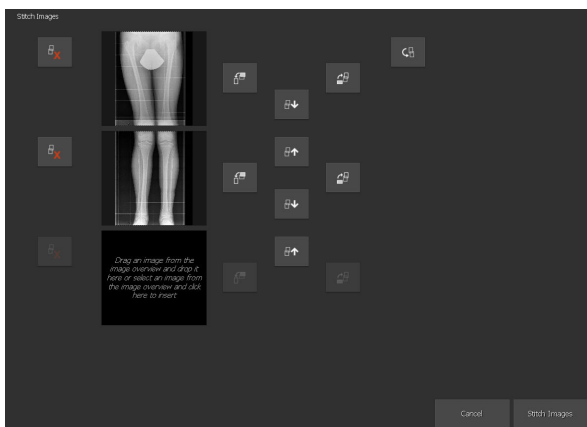 Stitch Images
Drag an image from the
image overview and drop it
here or select an image from
the image overview and click
here to insert
Cancel
Stitch Images